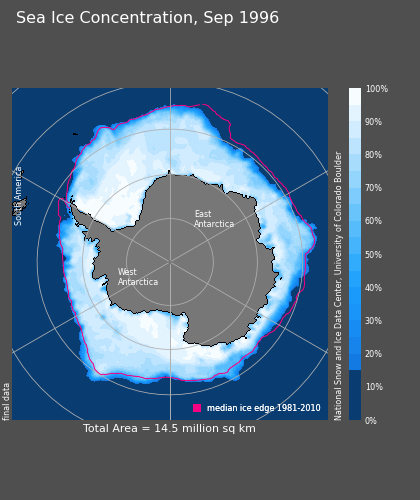 Sea Ice Concentration, Sep 1996
South America
East
Antarctica
West
Antarctica
median ice edge 1981-2010
final data
Total Area = 14.5 million sq km
National Snow and Ice Data Center, University of Colorado Boulder
100%
90%
80%
70%
60%
50%
40%
30%
20%
10%
0%